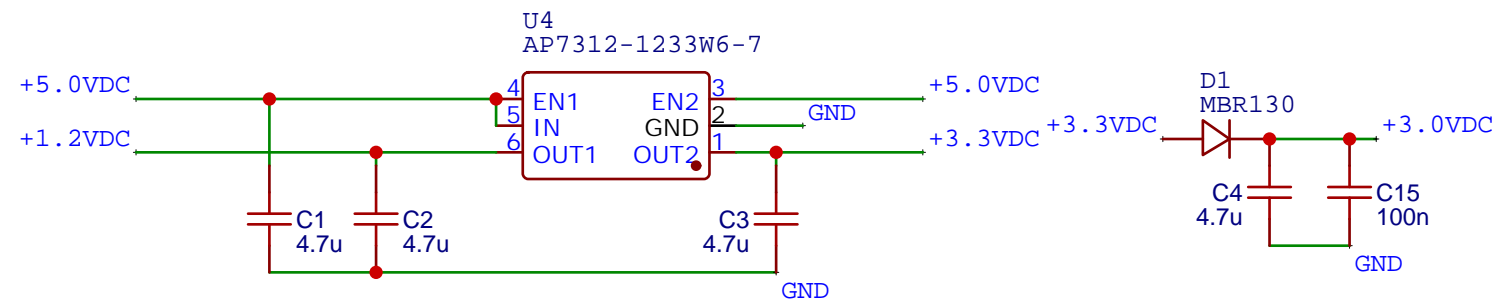 U4
AP7312-1233W6-7
+5.0VDC
4
EN1
EN2
3
+5.0VDC
5
IN
GND
2
GND
+1.2VDC
6
OUT1
OUT2
1
+3.3VDC
C1
4.7u
C2
4.7u
C3
4.7u
GND
D1
MBR130
+3.3VDC
+3.0VDC
C4
4.7u
C15
100n
GND